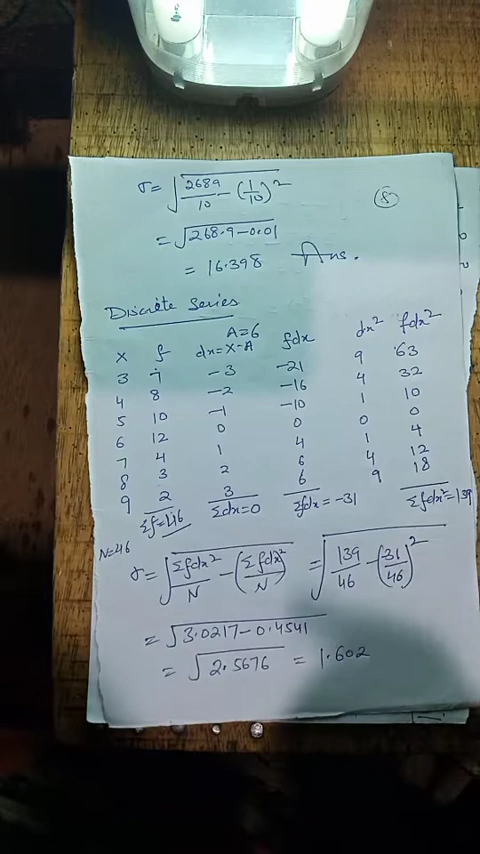 σ = √(2689/10 - (1/10)²)
⑧
= √268.9-0.01
= 16.398 Ans.
Discrete Series
A=6
x f dx=X-A fdx dx² fdx²
3 7 -3 -21 9 63
4 8 -2 -16 4 32
5 10 -1 -10 1 10
6 12 0 0 0 0
7 4 1 4 1 4
8 3 2 6 4 12
9 2 3 6 9 18
Σf=46 Σdx=0 Σfdx = -31 Σfdx²=139
N=46
σ = √(Σfdx²/N - (Σfdx/N)²) = √(139/46 - (31/46)²)
= √3.0217-0.4541
= √2.5676 = 1.602